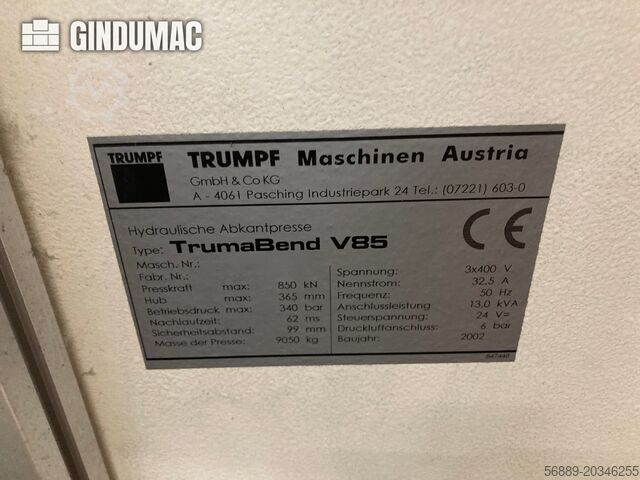 GINDUMAC
TRUMPF
TRUMPF Maschinen Austria
GmbH & Co KG
A - 4061 Pasching Industriepark 24 Tel.: (07221) 603-0
Hydraulische Abkantpresse
Type: TrumaBend V85
CE
Masch. Nr.:
Fabr. Nr.:
Presskraft max: 850 kN
Hub max: 365 mm
Betriebsdruck max: 340 bar
Nachlaufzeit: 62 ms
Sicherheitsabstand: 99 mm
Masse der Presse: 9050 kg
Spannung: 3x400 V
Nennstrom: 32,5 A
Frequenz: 50 Hz
Anschlussleistung 13,0 kVA
Steuerspannung: 24 V=
Druckluftanschluss: 6 bar
Baujahr: 2002
56889-20346255